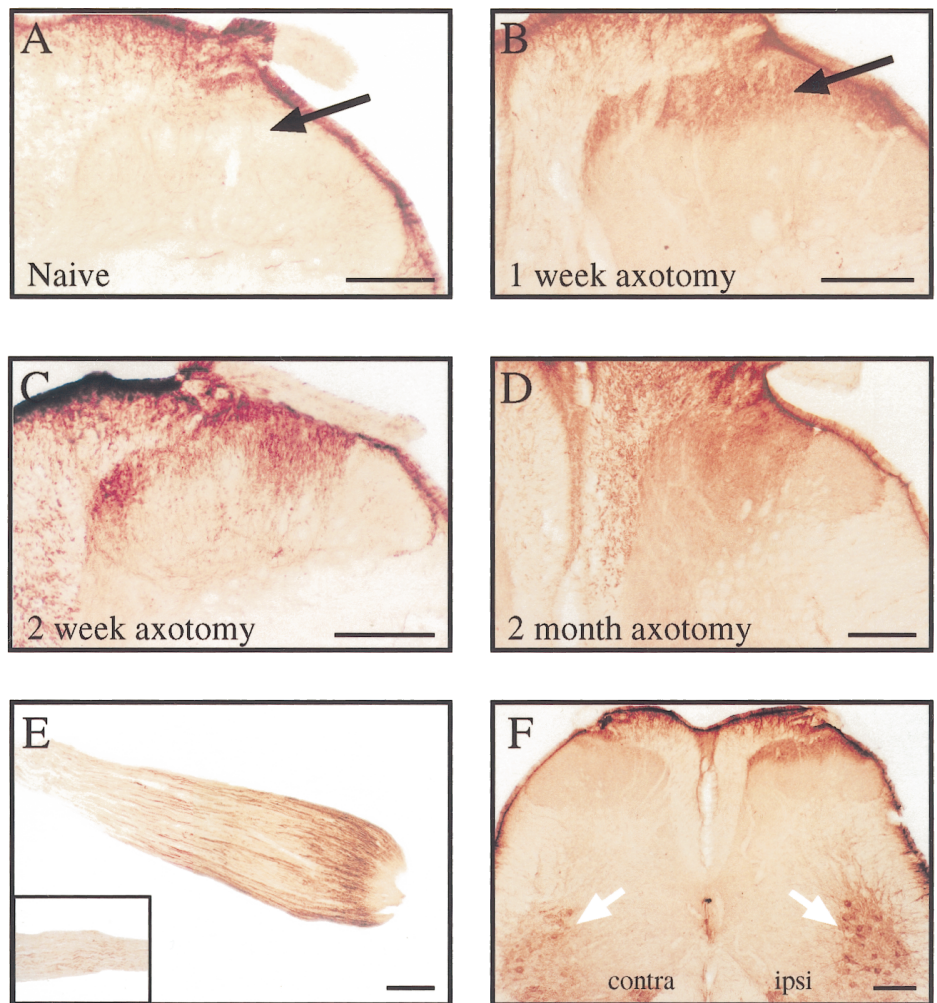 A
Naive
B
1 week axotomy
C
2 week axotomy
D
2 month axotomy
E
F
contra
ipsi